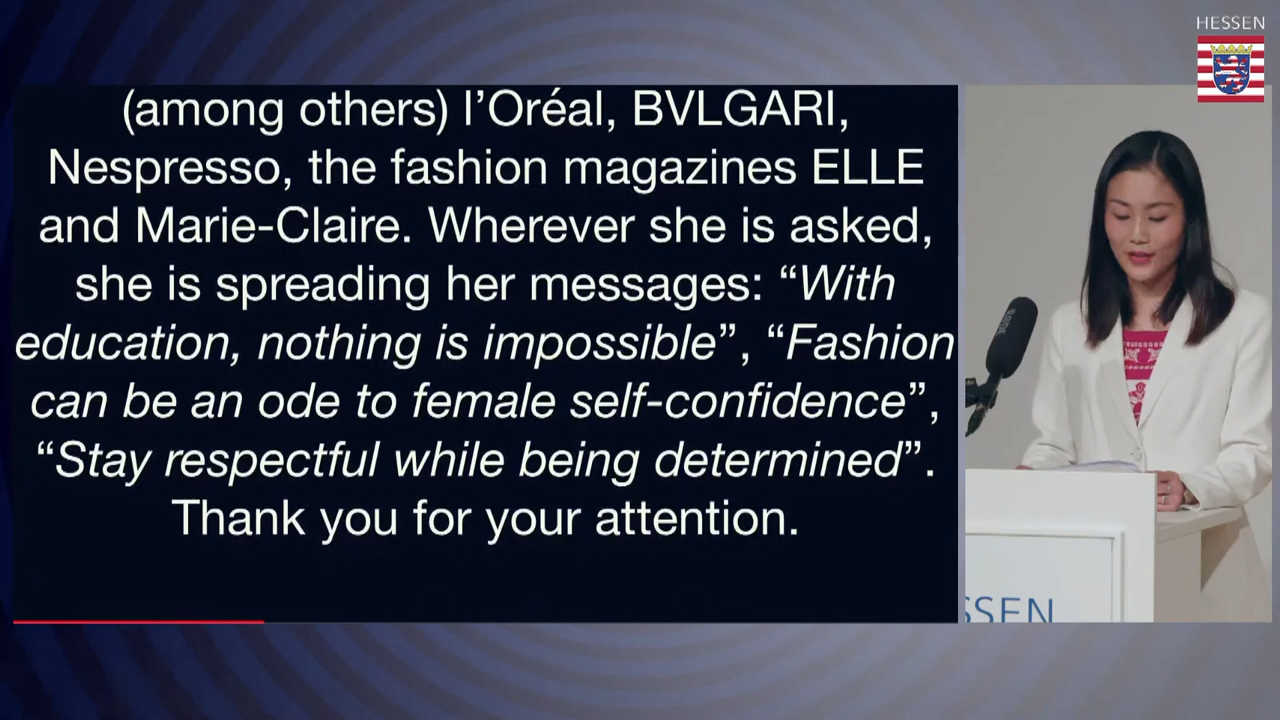 HESSEN
(among others) l’Oréal, BVLGARI,
Nespresso, the fashion magazines ELLE
and Marie-Claire. Wherever she is asked,
she is spreading her messages: “With
education, nothing is impossible”, “Fashion
can be an ode to female self-confidence”,
“Stay respectful while being determined”.
Thank you for your attention.
SSEN